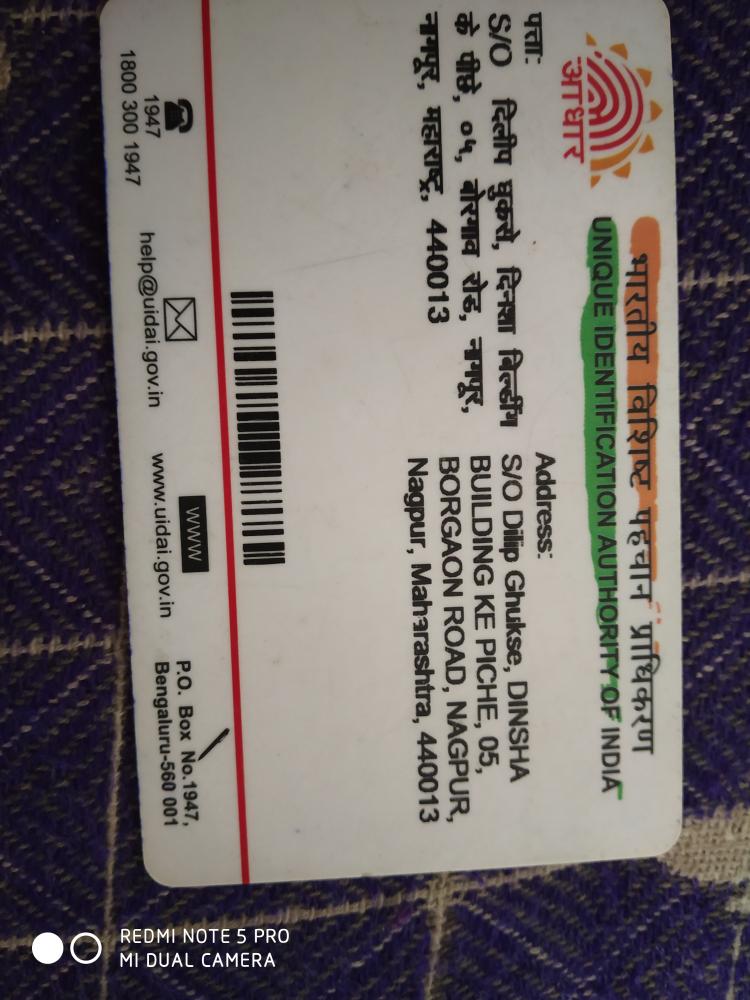 भारतीय विशिष्ट पहचान प्राधिकरण
UNIQUE IDENTIFICATION AUTHORITY OF INDIA
आधार
पत्ता:
S/O दिलीप घुकसे, दिनशा बिल्डींग
के पीछे, ०५, बोरगाव रोड, नागपूर,
नागपूर, महाराष्ट्र, 440013
Address:
S/O Dilip Ghukse, DINSHA
BUILDING KE PICHE, 05,
BORGAON ROAD, NAGPUR,
Nagpur, Maharashtra, 440013
1947
1800 300 1947
help@uidai.gov.in
WWW
www.uidai.gov.in
P.O. Box No.1947,
Bengaluru-560 001
REDMI NOTE 5 PRO
MI DUAL CAMERA